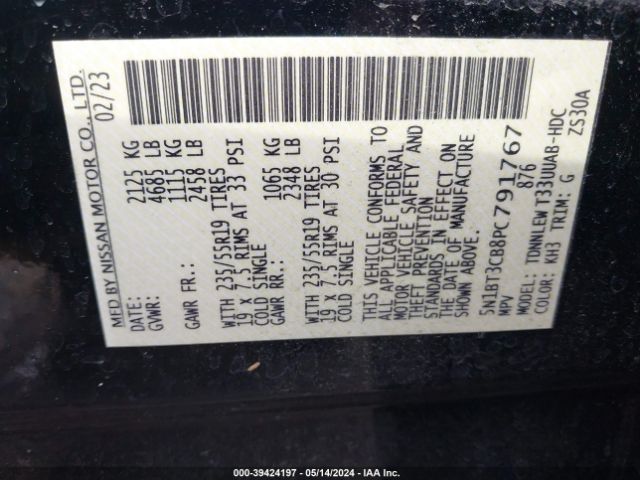 MFD BY NISSAN MOTOR CO., LTD.
DATE: 02/23
GVWR: 2125 KG
4685 LB
GAWR FR.: 1115 KG
2458 LB
WITH 235/55R19 TIRES
19 x 7.5 RIMS AT 33 PSI
COLD SINGLE
GAWR RR.: 1065 KG
2348 LB
WITH 235/55R19 TIRES
19 x 7.5 RIMS AT 30 PSI
COLD SINGLE
THIS VEHICLE CONFORMS TO
ALL APPLICABLE FEDERAL
MOTOR VEHICLE SAFETY AND
THEFT PREVENTION
STANDARDS IN EFFECT ON
THE DATE OF MANUFACTURE
SHOWN ABOVE.
5N1BT3CB8PC791767
MPV 876
MODEL: TDNNLEWT33UUAB-HDC
COLOR: KH3 TRIM: G ZS30A
000-39424197 - 05/14/2024 - IAA Inc.